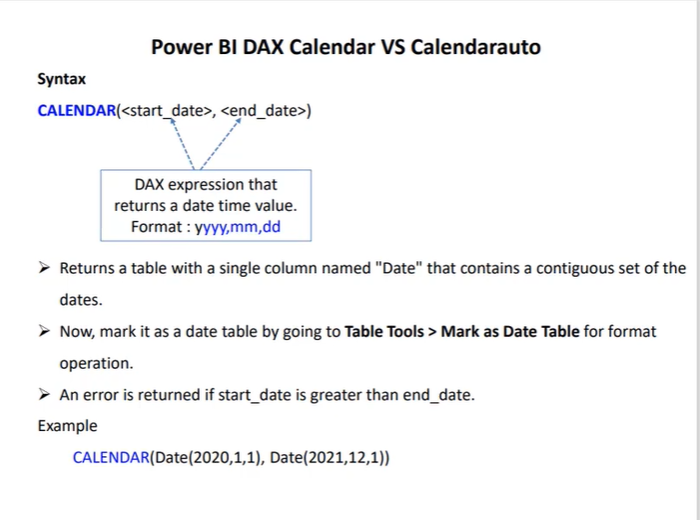 Power BI DAX Calendar VS Calendarauto
Syntax
CALENDAR(<start_date>, <end_date>)
DAX expression that
returns a date time value.
Format : yyyy,mm,dd
➢ Returns a table with a single column named "Date" that contains a contiguous set of the
dates.
➢ Now, mark it as a date table by going to Table Tools > Mark as Date Table for format
operation.
➢ An error is returned if start_date is greater than end_date.
Example
CALENDAR(Date(2020,1,1), Date(2021,12,1))